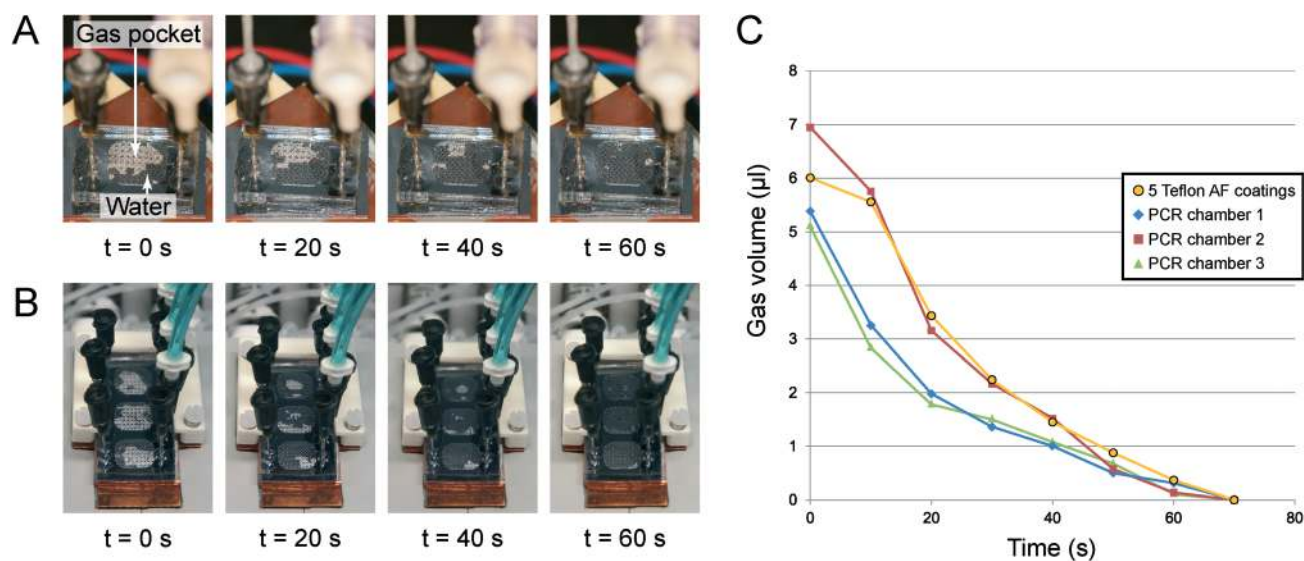 A
Gas pocket
Water
t = 0 s
t = 20 s
t = 40 s
t = 60 s
B
t = 0 s
t = 20 s
t = 40 s
t = 60 s
C
Gas volume (µl)
8
7
6
5
4
3
2
1
0
5 Teflon AF coatings
PCR chamber 1
PCR chamber 2
PCR chamber 3
0 20 40 60 80
Time (s)